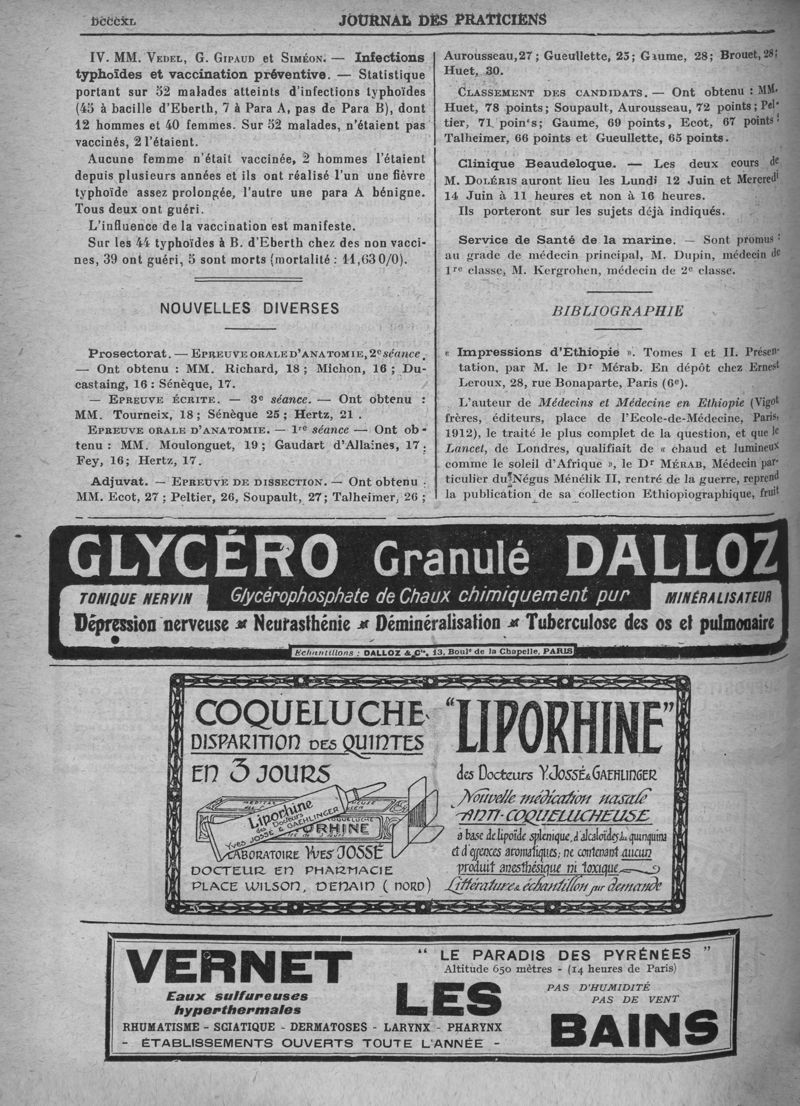 DCCCXL
JOURNAL DES PRATICIENS
IV. MM. VEDEL, G. GIPAUD et SIMÉON. — Infections
typhoïdes et vaccination préventive. — Statistique
portant sur 52 malades atteints d'infections typhoïdes
(45 à bacille d'Eberth, 7 à Para A, pas de Para B), dont
12 hommes et 40 femmes. Sur 52 malades, n'étaient pas
vaccinés, 2 l'étaient.
Aucune femme n'était vaccinée, 2 hommes l'étaient
depuis plusieurs années et ils ont réalisé l'un une fièvre
typhoïde assez prolongée, l'autre une para A bénigne.
Tous deux ont guéri.
L'influence de la vaccination est manifeste.
Sur les 44 typhoïdes à B. d'Eberth chez des non vacci-
nes, 39 ont guéri, 5 sont morts (mortalité : 11,63 0/0).
NOUVELLES DIVERSES
Prosectorat. — EPREUVE ORALE D'ANATOMIE, 2e séance.
— Ont obtenu : MM. Richard, 18 ; Michon, 16 ; Du-
castaing, 16 : Sénèque, 17.
— EPREUVE ÉCRITE. — 3e séance. — Ont obtenu :
MM. Tourneix, 18 ; Sénèque 25 ; Hertz, 21 .
EPREUVE ORALE D'ANATOMIE. — 1re séance — Ont ob-
tenu : MM. Moulonguet, 19 ; Gaudart d'Allaines, 17 ;
Fey, 16 ; Hertz, 17.
Adjuvat. — EPREUVE DE DISSECTION. — Ont obtenu :
MM. Ecot, 27 ; Peltier, 26, Soupault, 27 ; Talheimer, 26 ;
Aurousseau, 27 ; Gueullette, 25 ; Giume, 28 ; Brouet, 28 ;
Huet, 30.
CLASSEMENT DES CANDIDATS. — Ont obtenu : MM.
Huet, 78 points ; Soupault, Aurousseau, 72 points ; Pel-
tier, 71 poin's ; Gaume, 69 points, Ecot, 67 points ;
Talheimer, 66 points et Gueullette, 65 points.
Clinique Beaudeloque. — Les deux cours de
M. DOLÉRIS auront lieu les Lundi 12 Juin et Mercredi
14 Juin à 11 heures et non à 16 heures.
Ils porteront sur les sujets déjà indiqués.
Service de Santé de la marine. — Sont promus :
au grade de médecin principal, M. Dupin, médecin de
1re classe, M. Kergrohen, médecin de 2e classe.
BIBLIOGRAPHIE
« Impressions d'Ethiopie ». Tomes I et II. Présen-
tation, par M. le Dr Mérab. En dépôt chez Ernest
Leroux, 28, rue Bonaparte, Paris (6e).
L'auteur de Médecins et Médecine en Ethiopie (Vigot
frères, éditeurs, place de l'Ecole-de-Médecine, Paris,
1912), le traité le plus complet de la question, et que le
Lancet, de Londres, qualifiait de « chaud et lumineux
comme le soleil d'Afrique », le Dr MÉRAB, Médecin par-
ticulier du Négus Ménélik II, rentré de la guerre, reprend
la publication de sa collection Ethiopiographique, fruit
GLYCÉRO Granulé DALLOZ
TONIQUE NERVIN
Glycérophosphate de Chaux chimiquement pur
MINÉRALISATEUR
Dépression nerveuse Neurasthénie Déminéralisation Tuberculose des os et pulmonaire
Echantillons : DALLOZ & Cie, 13, Boulᵈ de la Chapelle, PARIS
COQUELUCHE
DISPARITION DES QUINTES
EN 3 JOURS
Liporhine
des Docteurs
YVES JOSSÉ & GAEHLINGER
COQUELUCHE
LABORATOIRE YVES JOSSÉ
DOCTEUR EN PHARMACIE
PLACE WILSON, DENAIN (NORD)
"LIPORHINE"
des Docteurs Y. JOSSÉ & GAEHLINGER
Nouvelle médication nasale
ANTI-COQUELUCHEUSE
à base de lipoïde splénique, d'alcaloïdes du quinquina
et d'essences aromatiques, ne contenant aucun
produit anesthésique ni toxique
Littérature & échantillon sur demande
VERNET
LES
BAINS
" LE PARADIS DES PYRÉNÉES "
Altitude 650 mètres - (14 heures de Paris)
Eaux sulfureuses
hyperthermales
PAS D'HUMIDITÉ
PAS DE VENT
RHUMATISME - SCIATIQUE - DERMATOSES - LARYNX - PHARYNX
- ÉTABLISSEMENTS OUVERTS TOUTE L'ANNÉE -